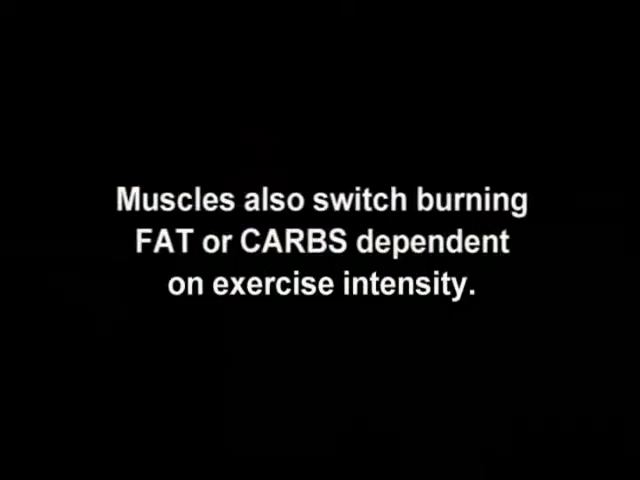 Muscles also switch burning
FAT or CARBS dependent
on exercise intensity.